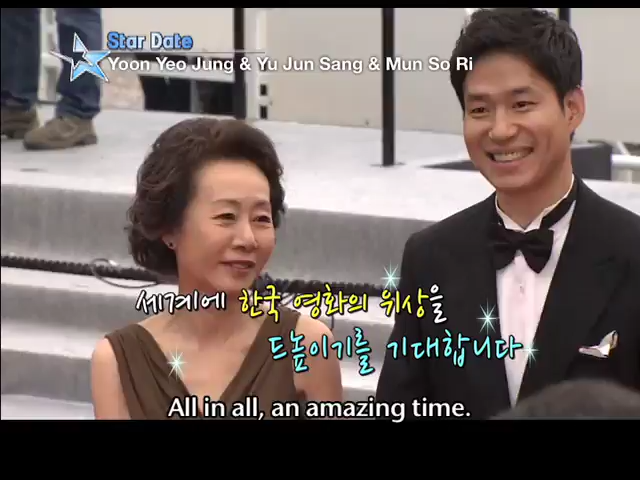 Star Date
Yoon Yeo Jung & Yu Jun Sang & Mun So Ri
세계에 한국 영화의 위상을
드높이기를 기대합니다
All in all, an amazing time.